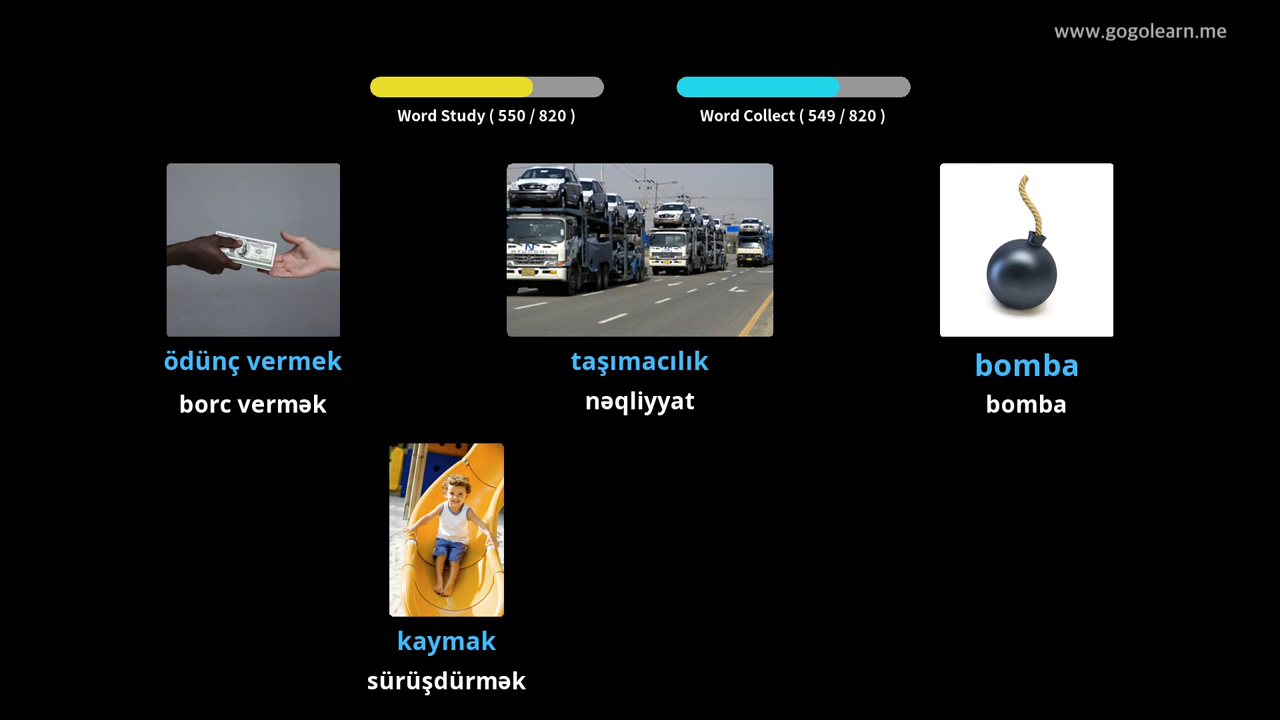 www.gogolearn.me
Word Study ( 550 / 820 )
Word Collect ( 549 / 820 )
ödünç vermek
borc vermək
taşımacılık
nəqliyyat
bomba
bomba
kaymak
sürüşdürmək